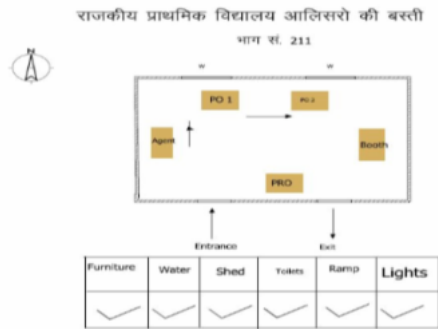 राजकीय प्राथमिक विद्यालय आलिसरो की बस्ती
भाग सं. 211
N
W W
PO 1 PO 2
Agent Booth
PRO
Entrance Exit
Furniture Water Shed Toilets Ramp Lights